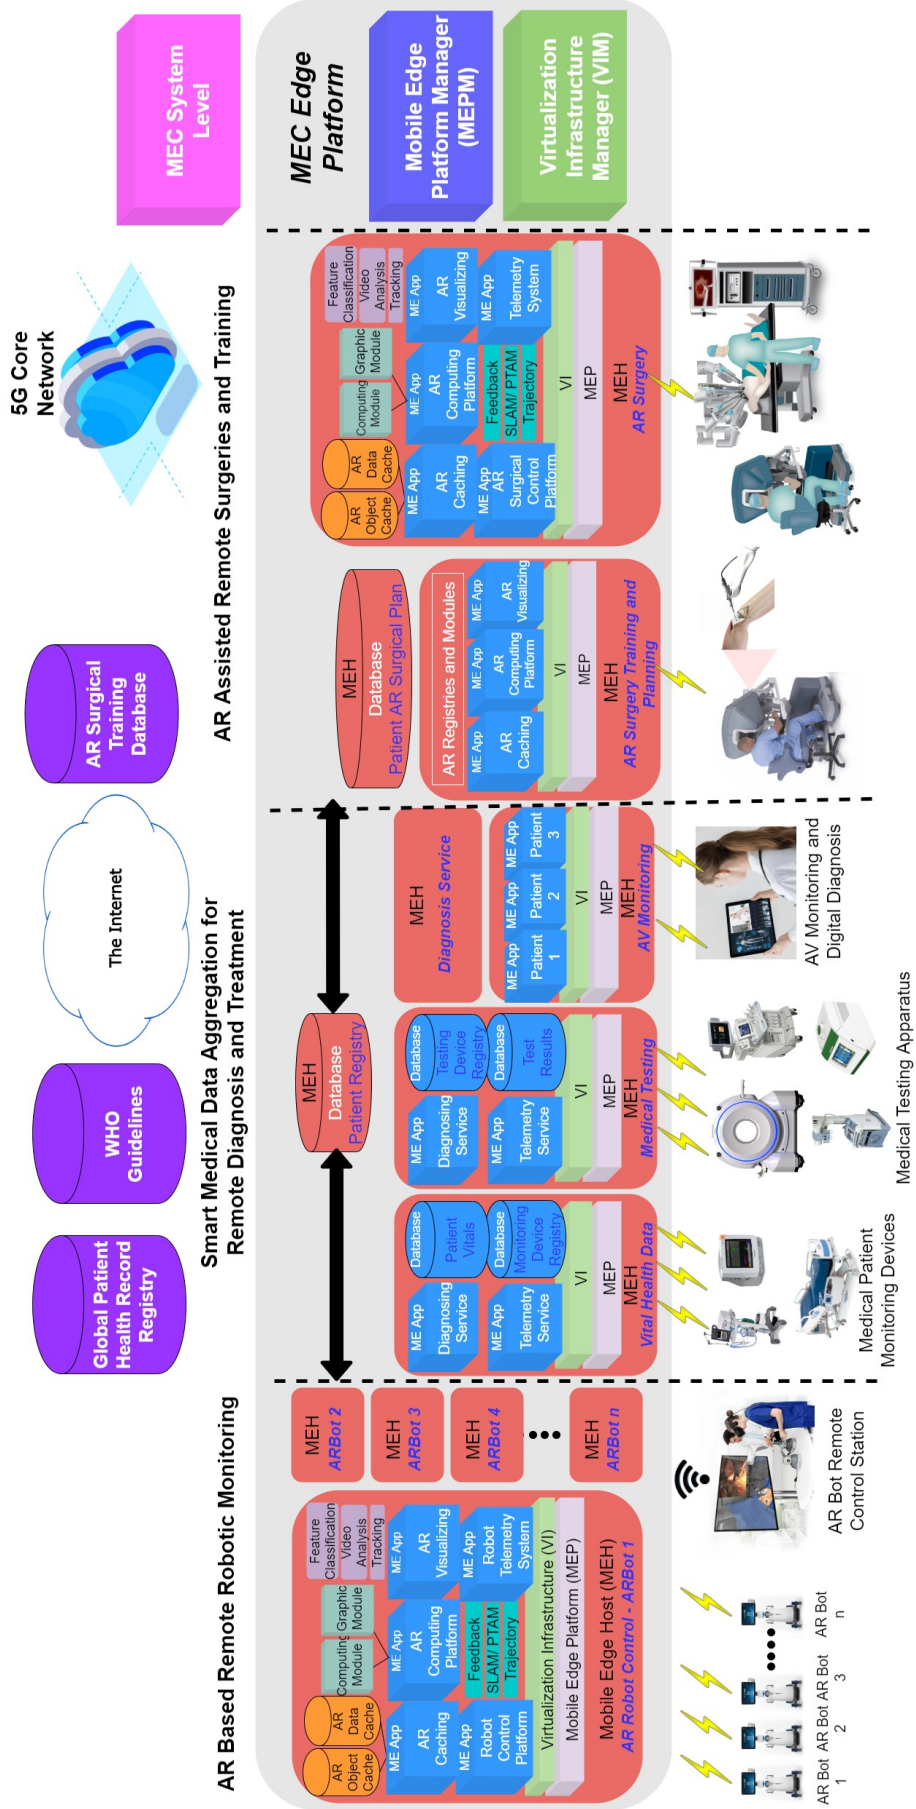 5G Core
Network
MEC System
Level
Global Patient
Health Record
Registry
WHO
Guidelines
The Internet
AR Surgical
Training
Database
AR Based Remote Robotic Monitoring
Smart Medical Data Aggregation for
Remote Diagnosis and Treatment
AR Assisted Remote Surgeries and Training
MEC Edge
Platform
Mobile Edge
Platform Manager
(MEPM)
Virtualization
Infrastructure
Manager (VIM)
AR
Object
Cache
AR
Data
Cache
Computing
Module
Graphic
Module
Feature
Classification
Video
Analysis
Tracking
ME App
AR
Caching
ME App
AR
Computing
Platform
ME App
AR
Visualizing
ME App
Robot
Control
Platform
Feedback
SLAM/ PTAM
Trajectory
ME App
Robot
Telemetry
System
Virtualization Infrastructure (VI)
Mobile Edge Platform (MEP)
Mobile Edge Host (MEH)
AR Robot Control - ARBot 1
MEH
ARBot 2
MEH
ARBot 3
MEH
ARBot 4
MEH
ARBot n
AR Bot
1
AR Bot
2
AR Bot
3
AR Bot
n
AR Bot Remote
Control Station
MEH
Database
Patient Registry
ME App
Diagnosing
Service
Database
Patient
Vitals
ME App
Telemetry
Service
Database
Monitoring
Device
Registry
VI
MEP
MEH
Vital Health Data
Medical Patient
Monitoring Devices
ME App
Diagnosing
Service
Database
Testing
Device
Registry
ME App
Telemetry
Service
Database
Test
Results
VI
MEP
MEH
Medical Testing
Medical Testing Apparatus
MEH
Diagnosis Service
ME App
Patient
1
ME App
Patient
2
ME App
Patient
3
VI
MEP
MEH
AV Monitoring
AV Monitoring and
Digital Diagnosis
MEH
Database
Patient AR Surgical Plan
AR Registries and Modules
ME App
AR
Caching
ME App
AR
Computing
Platform
ME App
AR
Visualizing
VI
MEP
MEH
AR Surgery Training and
Planning
AR
Object
Cache
AR
Data
Cache
Computing
Module
Graphic
Module
Feature
Classification
Video
Analysis
Tracking
ME App
AR
Caching
ME App
AR
Computing
Platform
ME App
AR
Visualizing
ME App
AR
Surgical
Control
Platform
Feedback
SLAM/ PTAM
Trajectory
ME App
Telemetry
System
VI
MEP
MEH
AR Surgery